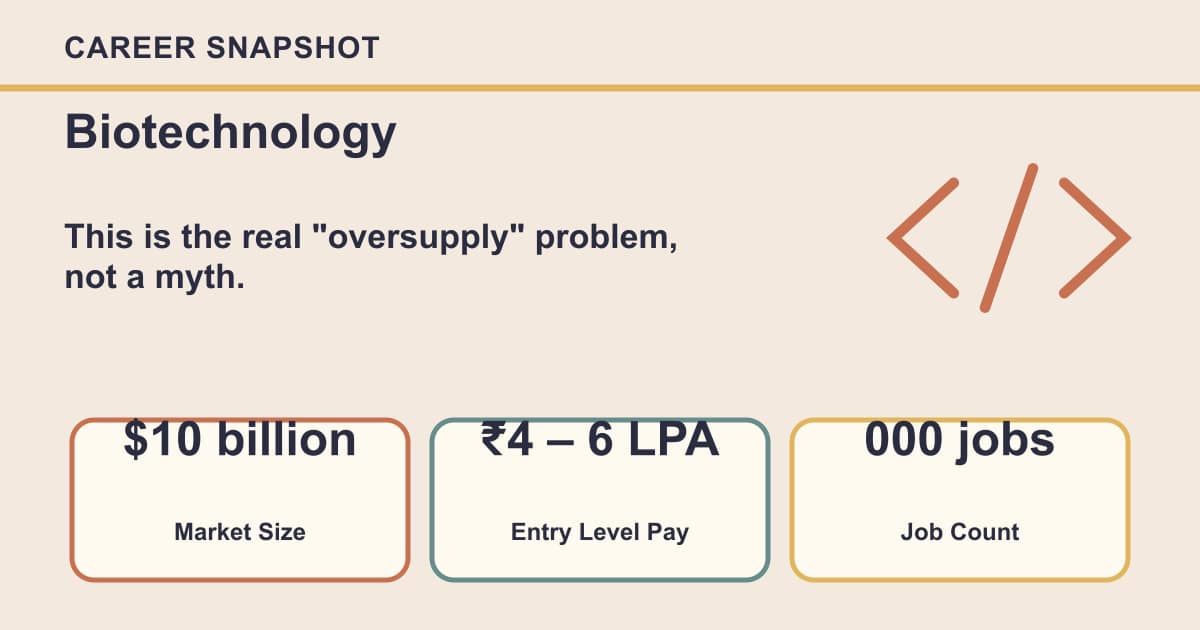 CAREER SNAPSHOT
Biotechnology
This is the real "oversupply" problem,
not a myth.
$10 billion
₹4 – 6 LPA
000 jobs
Market Size
Entry Level Pay
Job Count